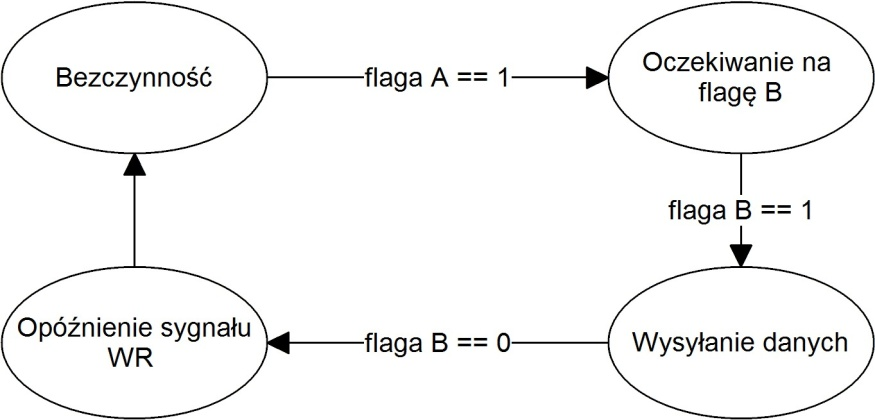 Bezczynność
flaga A == 1
Oczekiwanie na
flagę B
flaga B == 1
Wysyłanie danych
flaga B == 0
Opóźnienie sygnału
WR